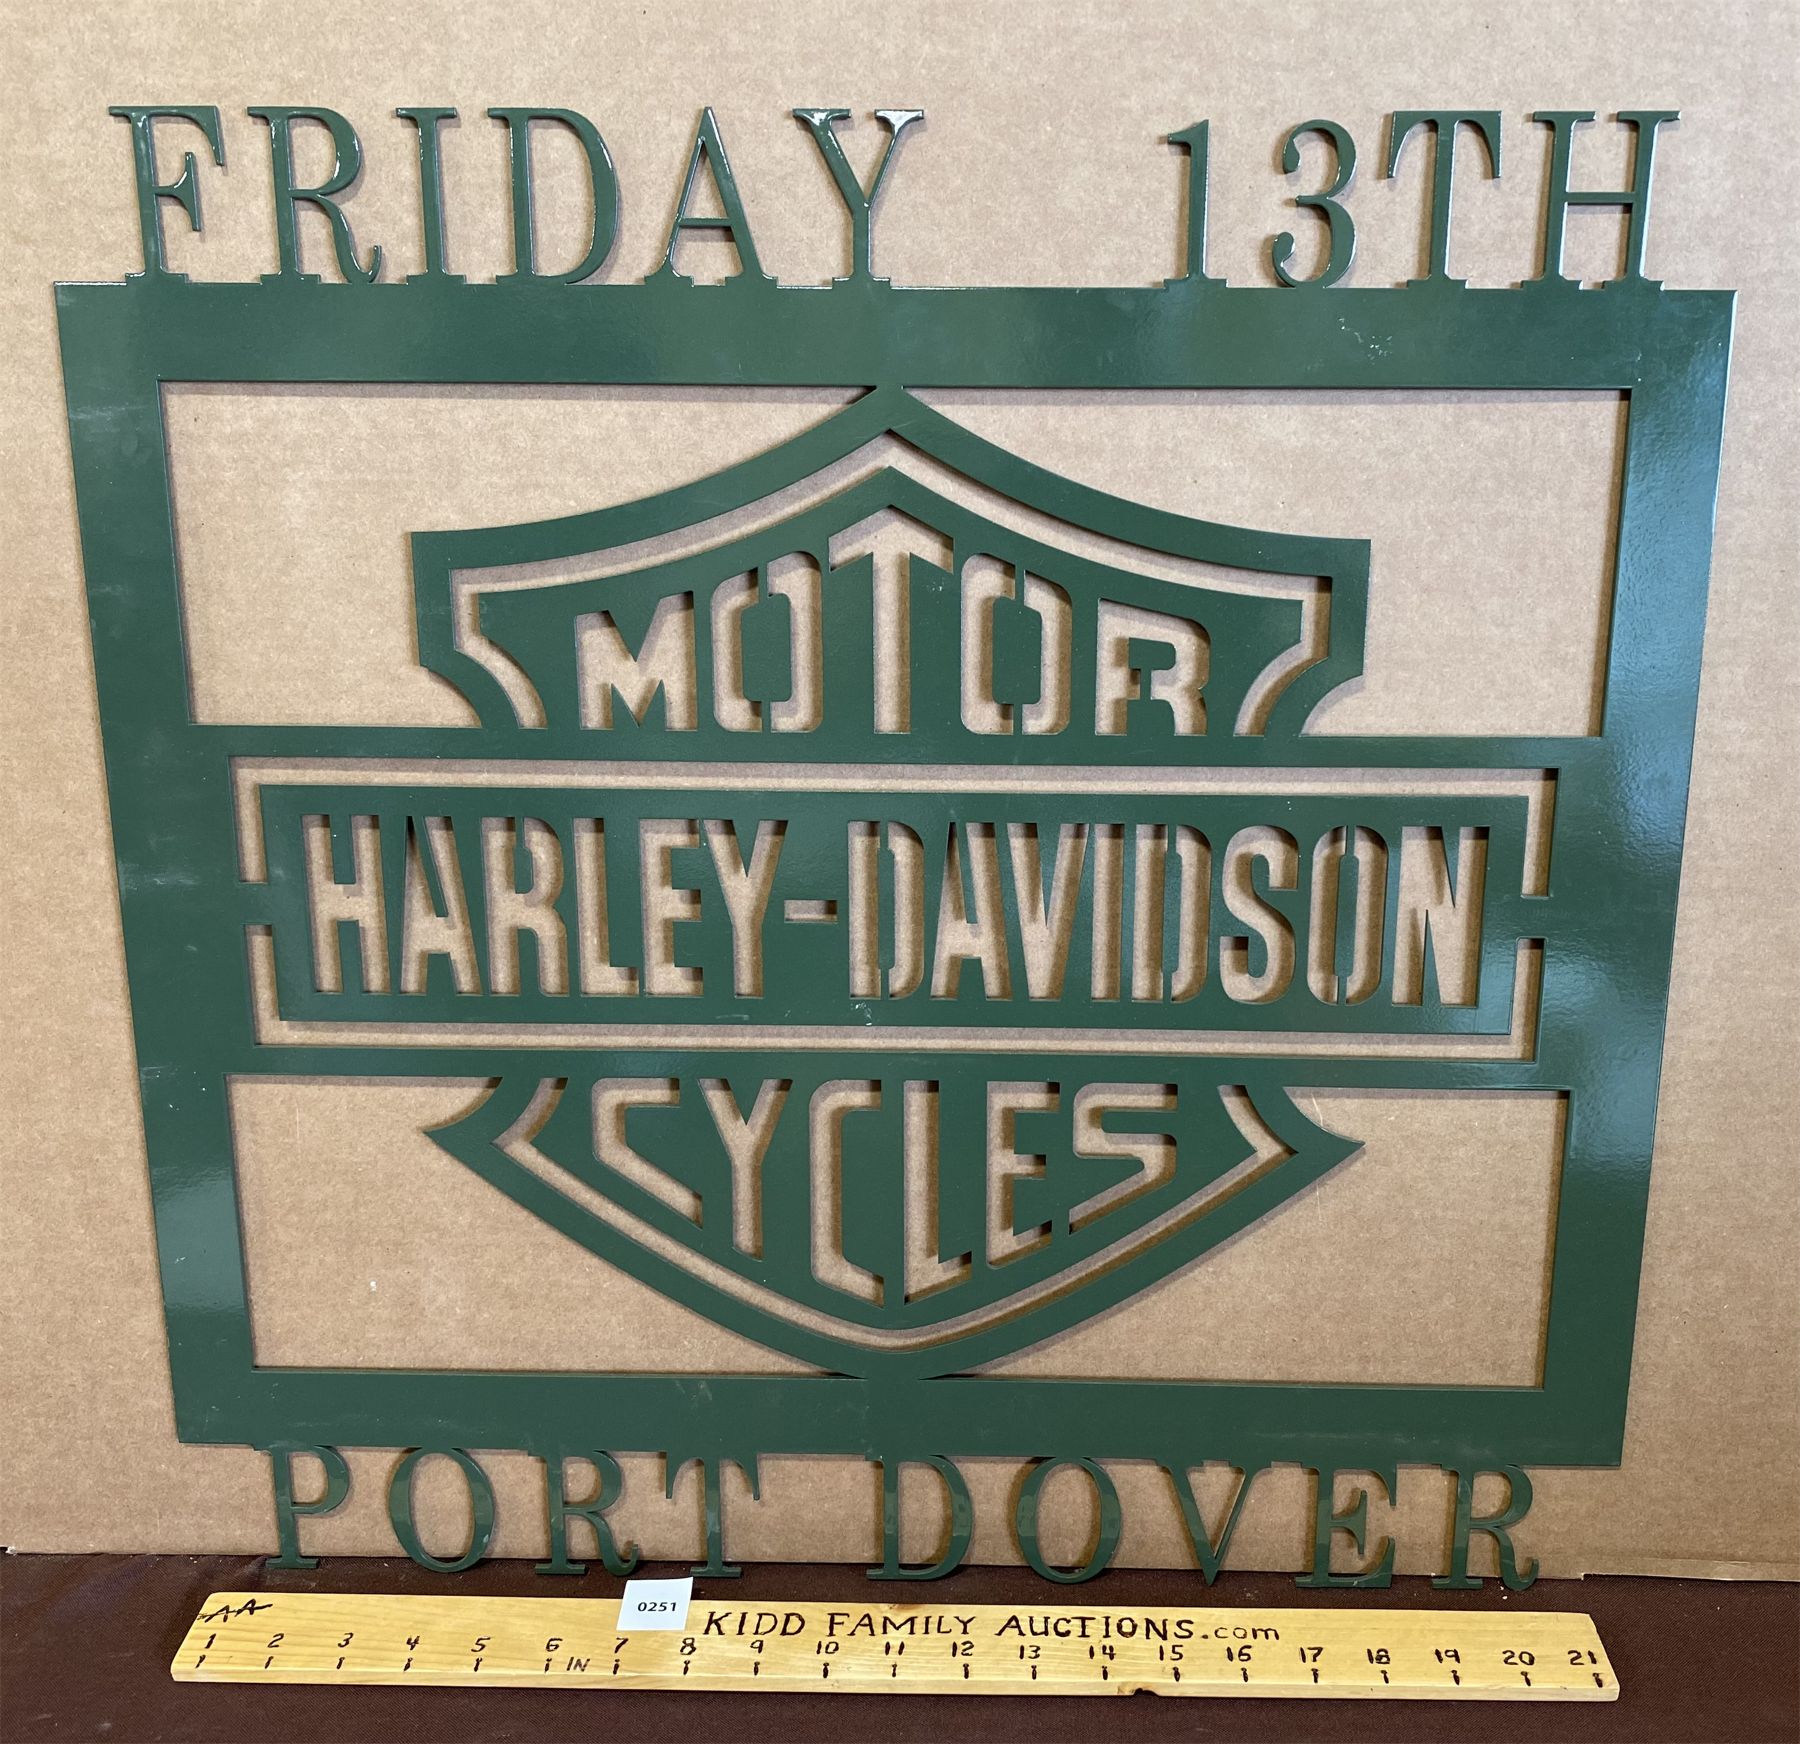 FRIDAY 13TH
MOTOR
HARLEY-DAVIDSON
CYCLES
PORT DOVER
0251
AA
KIDD FAMILY AUCTIONS.com
1 2 3 4 5 6 IN 7 8 9 10 11 12 13 14 15 16 17 18 19 20 21